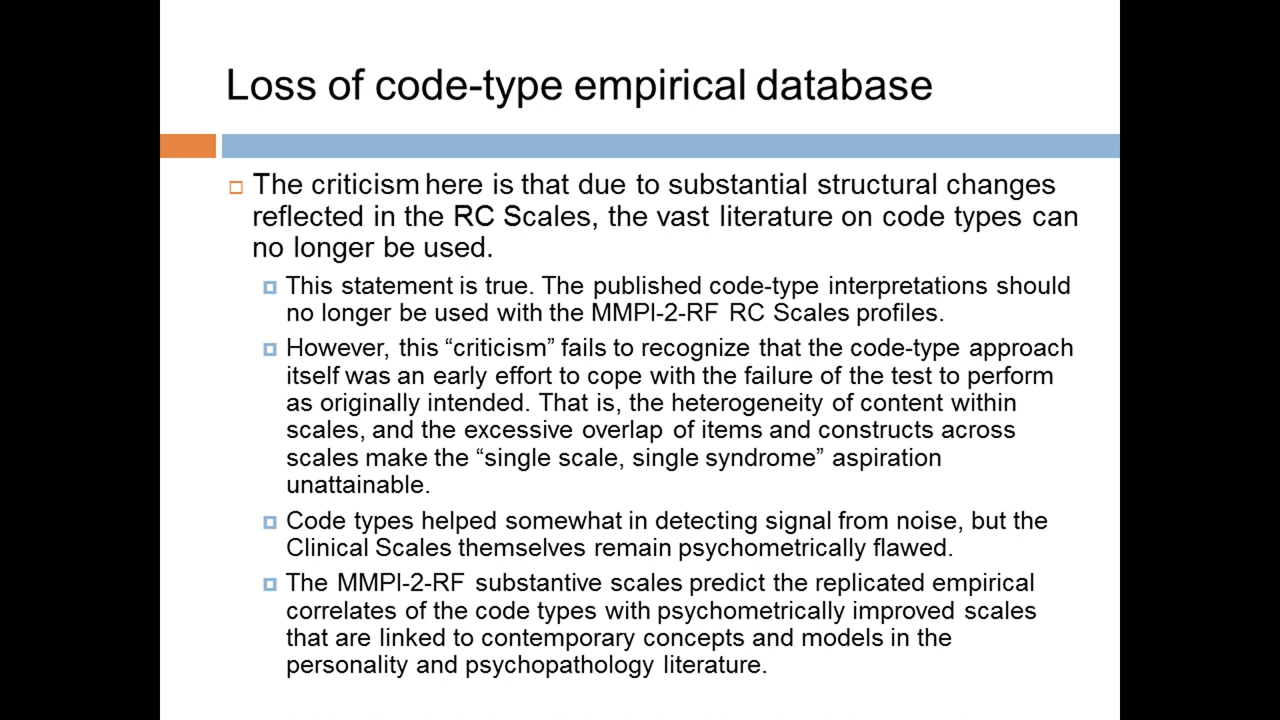 Loss of code-type empirical database
The criticism here is that due to substantial structural changes
reflected in the RC Scales, the vast literature on code types can
no longer be used.
This statement is true. The published code-type interpretations should
no longer be used with the MMPI-2-RF RC Scales profiles.
However, this “criticism” fails to recognize that the code-type approach
itself was an early effort to cope with the failure of the test to perform
as originally intended. That is, the heterogeneity of content within
scales, and the excessive overlap of items and constructs across
scales make the “single scale, single syndrome” aspiration
unattainable.
Code types helped somewhat in detecting signal from noise, but the
Clinical Scales themselves remain psychometrically flawed.
The MMPI-2-RF substantive scales predict the replicated empirical
correlates of the code types with psychometrically improved scales
that are linked to contemporary concepts and models in the
personality and psychopathology literature.